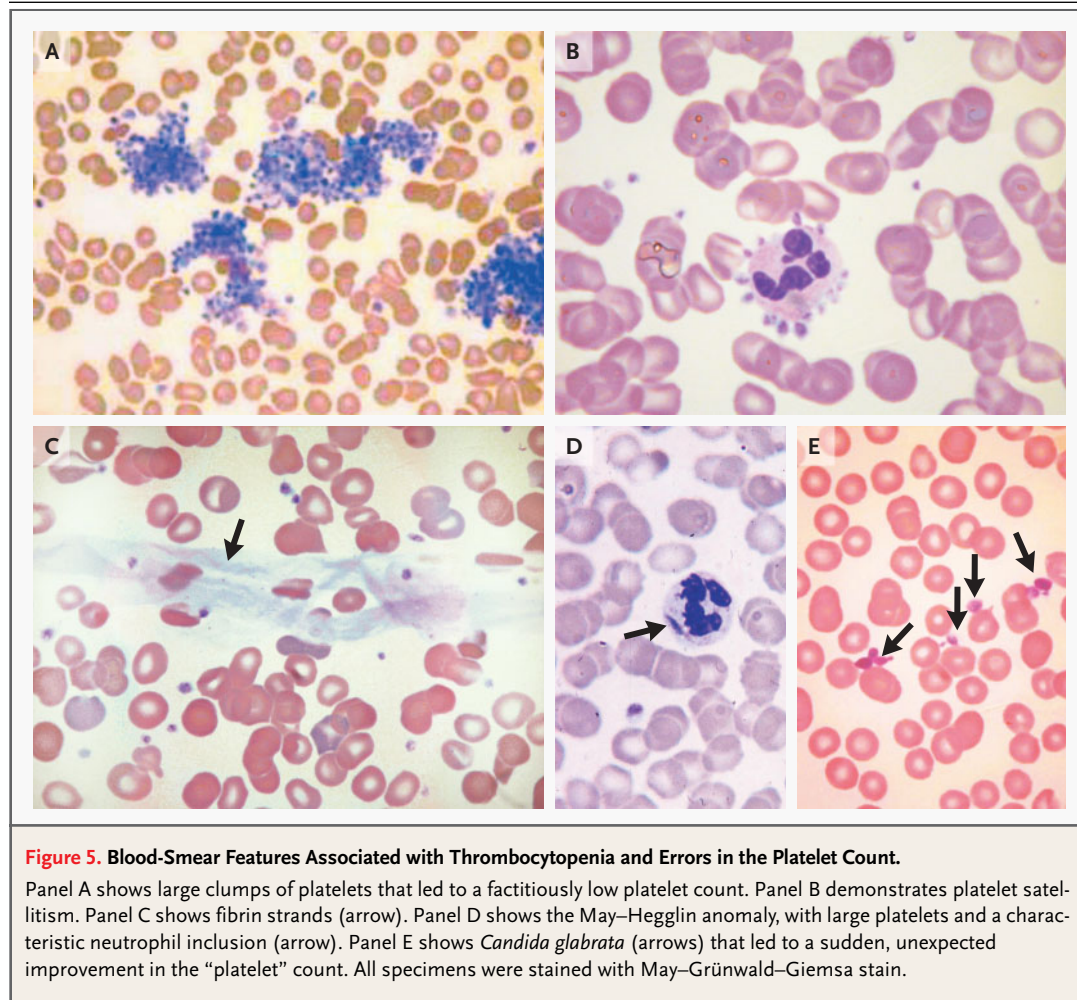 A
B
C
D
E
Figure 5. Blood-Smear Features Associated with Thrombocytopenia and Errors in the Platelet Count.
Panel A shows large clumps of platelets that led to a factitiously low platelet count. Panel B demonstrates platelet satel-
litism. Panel C shows fibrin strands (arrow). Panel D shows the May–Hegglin anomaly, with large platelets and a charac-
teristic neutrophil inclusion (arrow). Panel E shows Candida glabrata (arrows) that led to a sudden, unexpected
improvement in the “platelet” count. All specimens were stained with May–Grünwald–Giemsa stain.